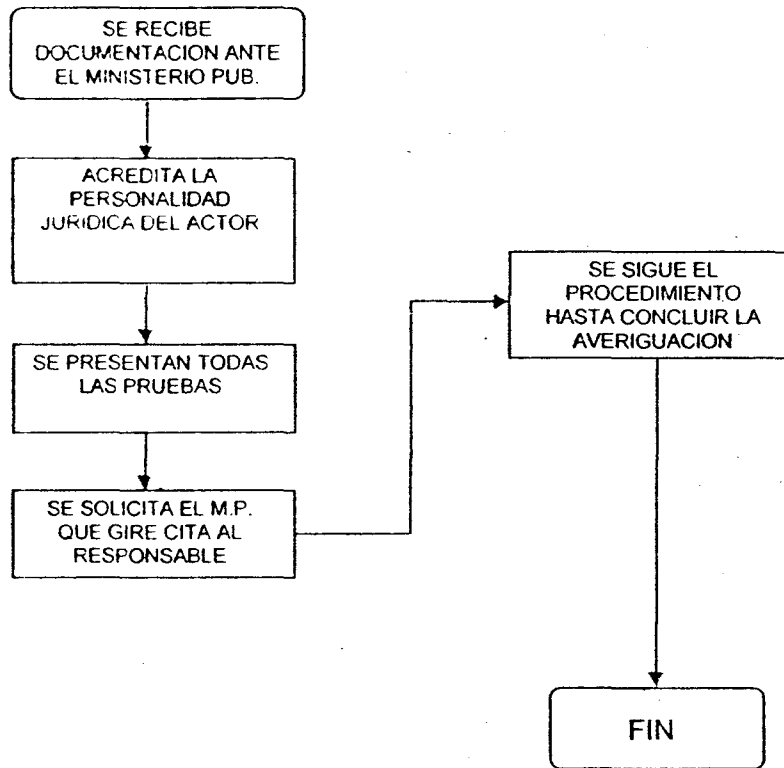 SE RECIBE
DOCUMENTACION ANTE
EL MINISTERIO PUB.
ACREDITA LA
PERSONALIDAD
JURIDICA DEL ACTOR
SE PRESENTAN TODAS
LAS PRUEBAS
SE SOLICITA EL M.P.
QUE GIRE CITA AL
RESPONSABLE
SE SIGUE EL
PROCEDIMIENTO
HASTA CONCLUIR LA
AVERIGUACION
FIN